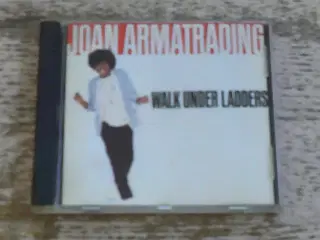 JOAN ARMATRADING
WALK UNDER LADDERS